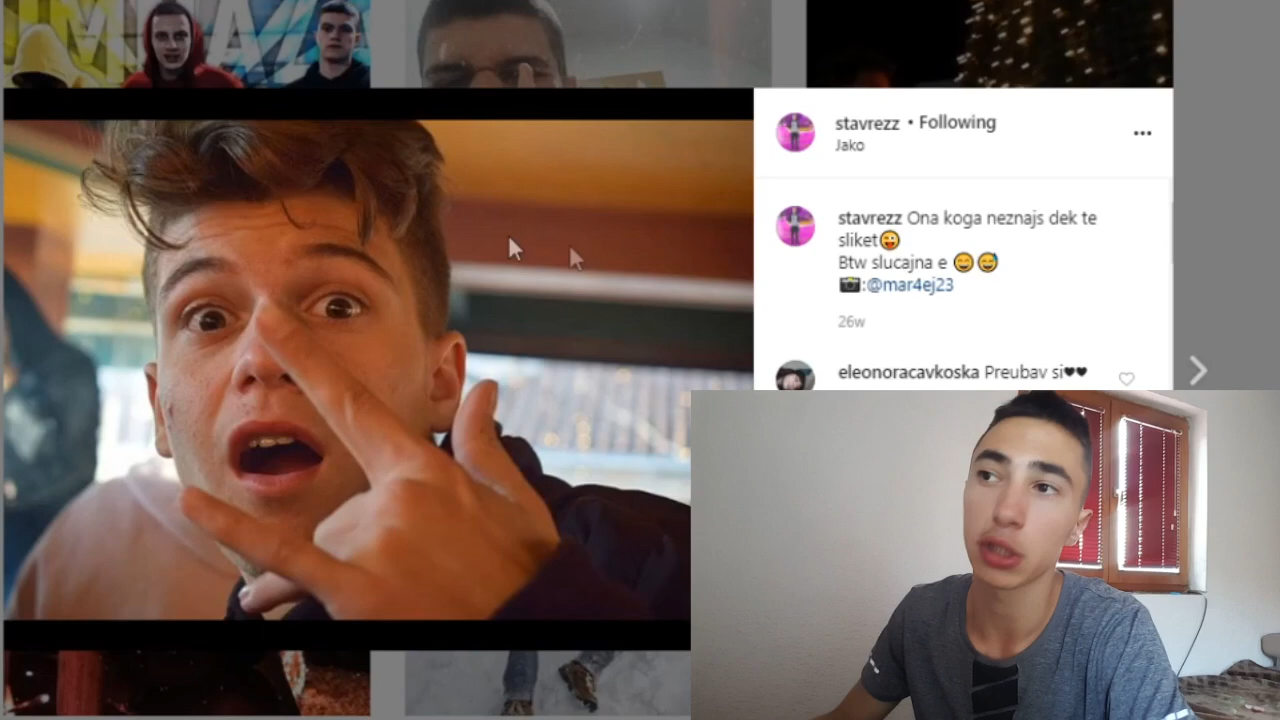 stavrezz • Following
Jako
stavrezz Ona koga neznajs dek te
sliket😜
Btw slucajna e 😄😅
📷:@mar4ej23
26w
eleonoracavkoska Preubav si♥♥